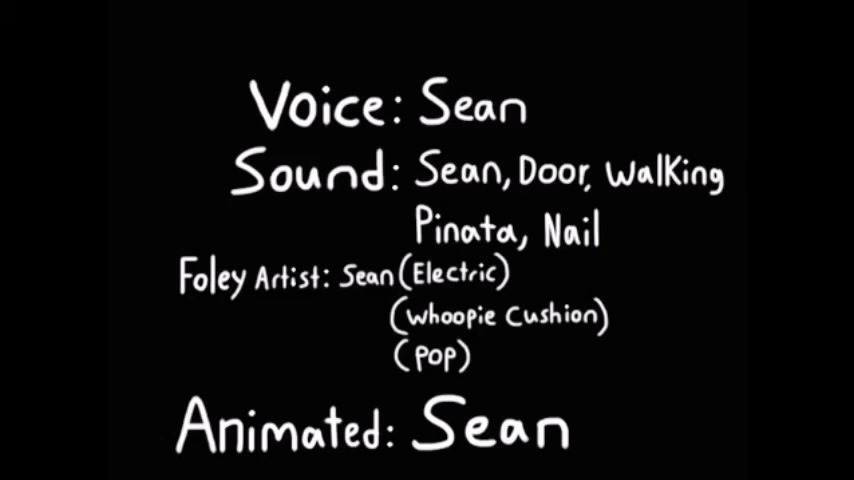 Voice: Sean
Sound: Sean, Door, Walking
Pinata, Nail
Foley Artist: Sean (Electric)
(Whoopie Cushion)
(POP)
Animated: Sean